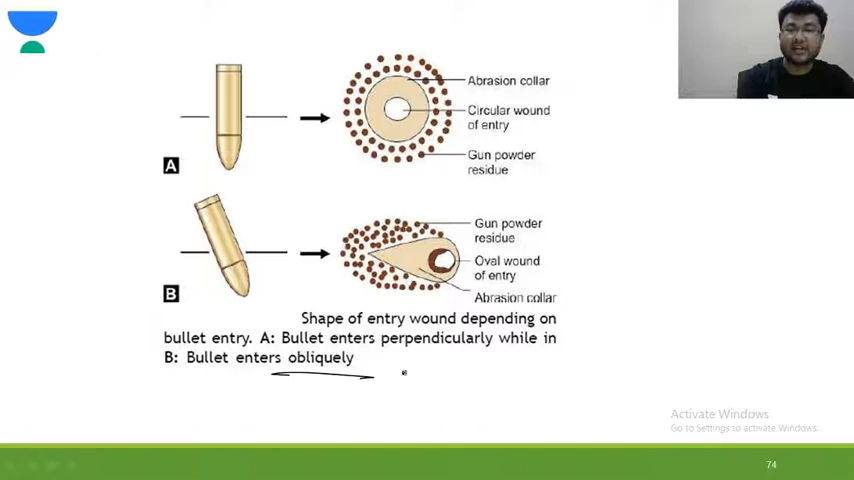 Abrasion collar
Circular wound
of entry
Gun powder
residue
A
Gun powder
residue
Oval wound
of entry
Abrasion collar
B
Shape of entry wound depending on
bullet entry. A: Bullet enters perpendicularly while in
B: Bullet enters obliquely
Activate Windows
Go to Settings to activate Windows.
74